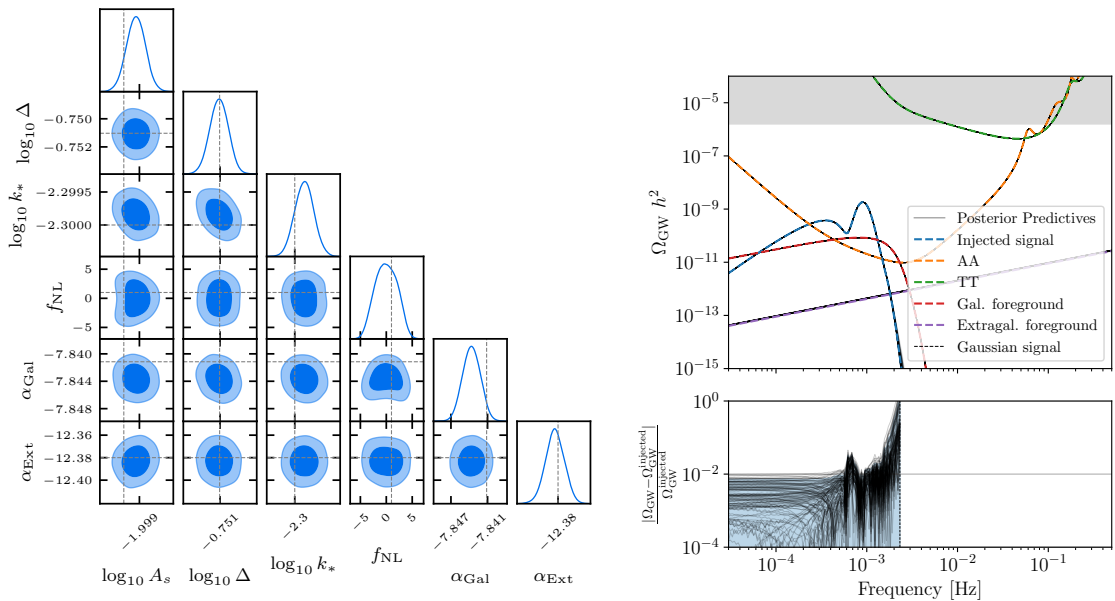 log₁₀ Δ
−0.750
−0.752
log₁₀ k*
−2.2995
−2.3000
f_NL
5
0
−5
α_Gal
−7.840
−7.844
−7.848
α_Ext
−12.36
−12.38
−12.40
−1.999
−0.751
−2.3
−5 0 5
−7.847 −7.841
−12.38
log₁₀ A_s
log₁₀ Δ
log₁₀ k*
f_NL
α_Gal
α_Ext
Ω_GW h²
10⁻⁵
10⁻⁷
10⁻⁹
10⁻¹¹
10⁻¹³
10⁻¹⁵
Posterior Predictives
Injected signal
AA
TT
Gal. foreground
Extragal. foreground
Gaussian signal
|Ω_GW−Ω_GW^injected|
Ω_GW^injected
10⁰
10⁻²
10⁻⁴
10⁻⁴ 10⁻³ 10⁻² 10⁻¹
Frequency [Hz]